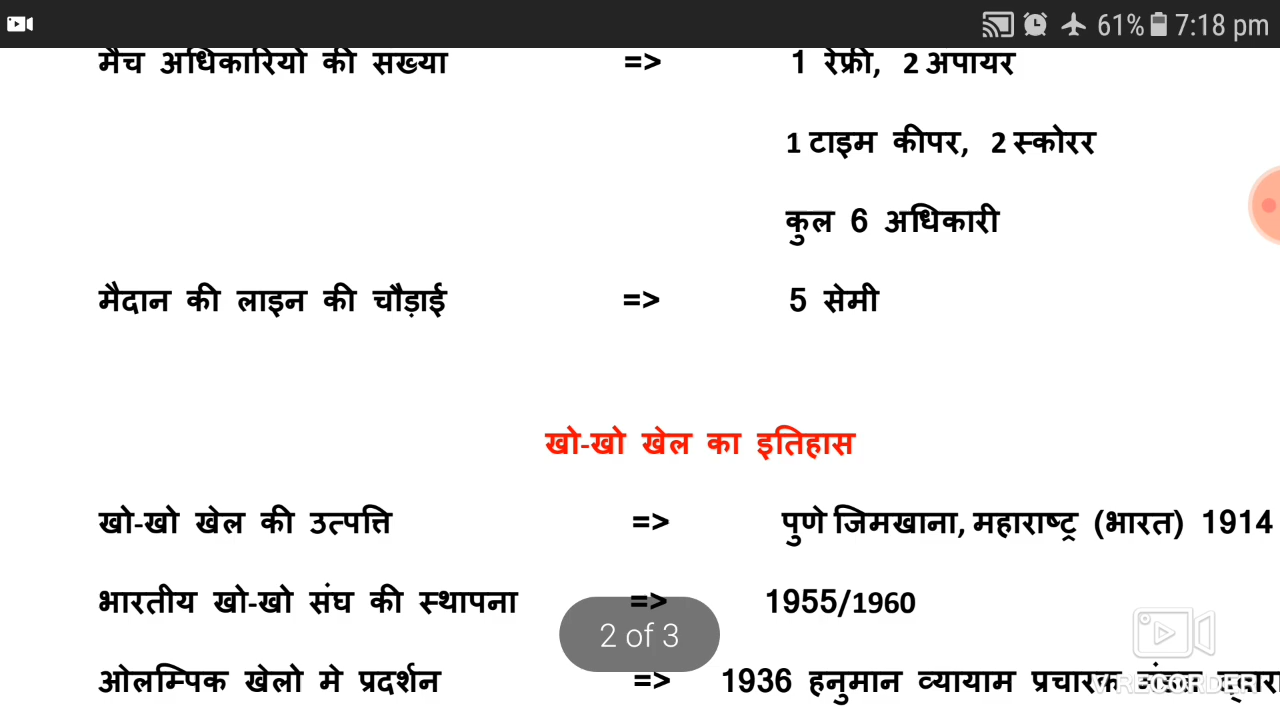 61% 7:18 pm
मैच अधिकारियो की सख्या => 1 रेफ्री, 2 अपायर
1 टाइम कीपर, 2 स्कोरर
कुल 6 अधिकारी
मैदान की लाइन की चौड़ाई => 5 सेमी
खो-खो खेल का इतिहास
खो-खो खेल की उत्पत्ति => पुणे जिमखाना, महाराष्ट्र (भारत) 1914
भारतीय खो-खो संघ की स्थापना => 1955/1960
2 of 3
ओलम्पिक खेलो मे प्रदर्शन => 1936 हनुमान व्यायाम प्रचारक
V RECORDER